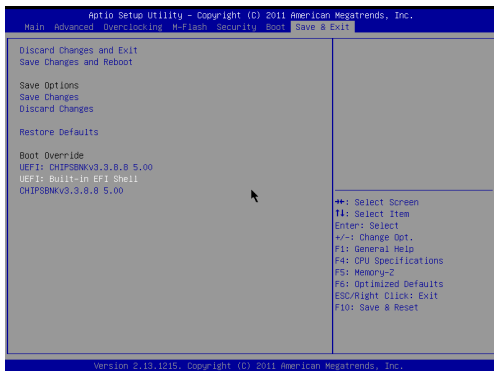 Aptio Setup Utility – Copyright (C) 2011 American Megatrends, Inc.
Main Advanced Overclocking M-Flash Security Boot Save & Exit
Discard Changes and Exit
Save Changes and Reboot
Save Options
Save Changes
Discard Changes
Restore Defaults
Boot Override
UEFI: CHIPSBNKv3.3.8.8 5.00
UEFI: Built-in EFI Shell
CHIPSBNKv3.3.8.8 5.00
→←: Select Screen
↑↓: Select Item
Enter: Select
+/-: Change Opt.
F1: General Help
F4: CPU Specifications
F5: Memory-Z
F6: Optimized Defaults
ESC/Right Click: Exit
F10: Save & Reset
Version 2.13.1215. Copyright (C) 2011 American Megatrends, Inc.